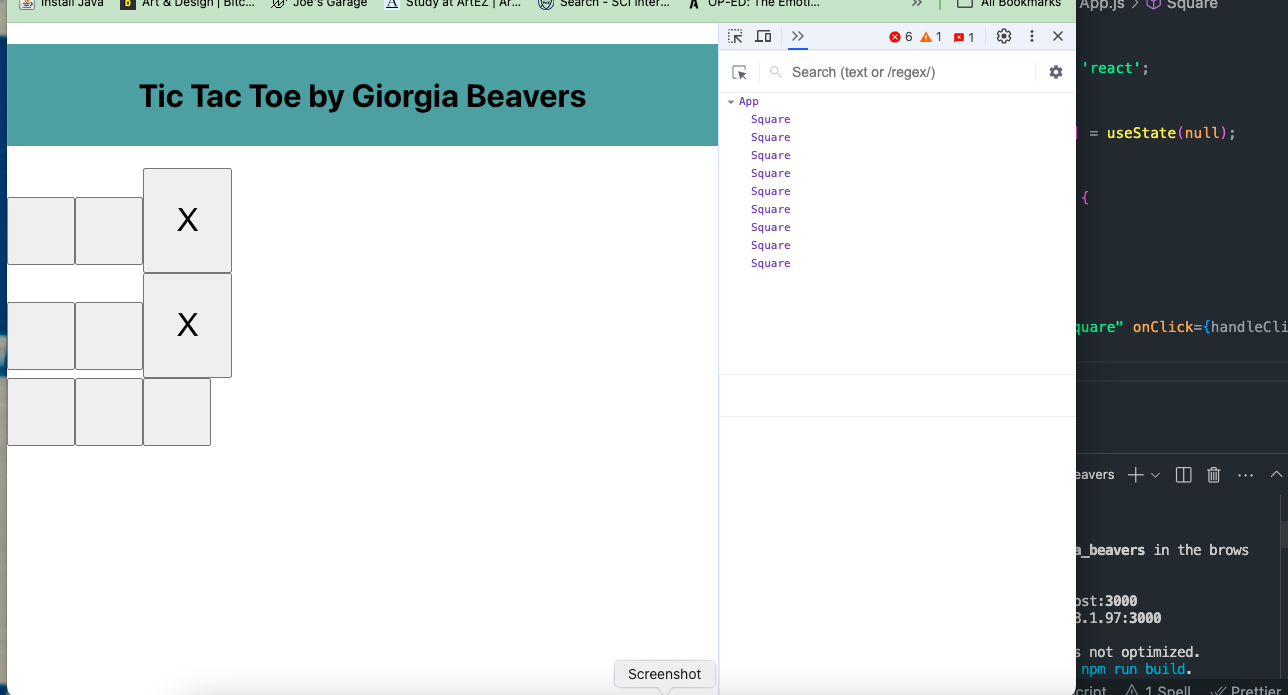 Install Java
Art & Design | Bitc...
Joe's Garage
Study at ArtEZ | Ar...
Search - SCI Inter...
OP-ED: The Emoti...
»
All Bookmarks
App.js > Square
6
1
1
Search (text or /regex/)
Tic Tac Toe by Giorgia Beavers
X
X
App
Square
Square
Square
Square
Square
Square
Square
Square
Square
Screenshot
'react';
= useState(null);
{
quare" onClick={handleCli
eavers
a_beavers in the brows
ost:3000
8.1.97:3000
s not optimized.
npm run build.
cript
1 Spell
Prettier